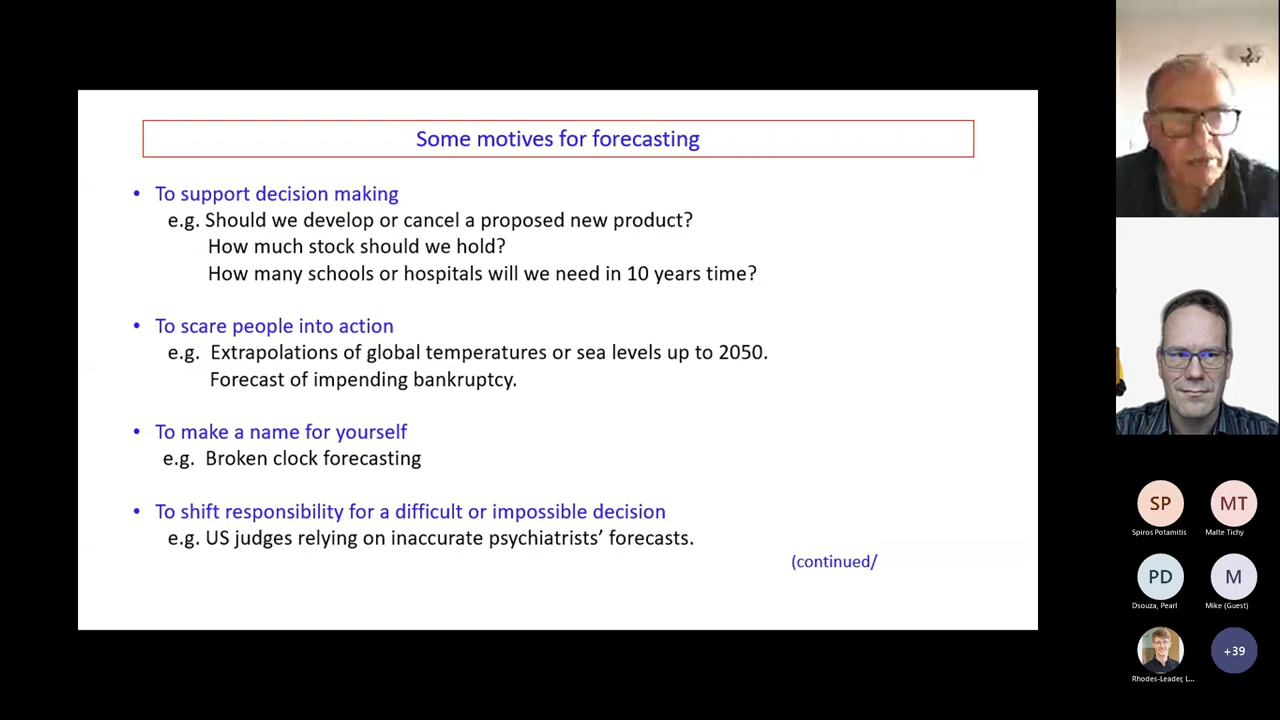 Some motives for forecasting
• To support decision making
e.g. Should we develop or cancel a proposed new product?
How much stock should we hold?
How many schools or hospitals will we need in 10 years time?
• To scare people into action
e.g. Extrapolations of global temperatures or sea levels up to 2050.
Forecast of impending bankruptcy.
• To make a name for yourself
e.g. Broken clock forecasting
• To shift responsibility for a difficult or impossible decision
e.g. US judges relying on inaccurate psychiatrists’ forecasts.
(continued/
SP
MT
Spiros Potamitis
Malte Tichy
PD
M
Dsouza, Pearl
Mike (Guest)
+39
Rhodes-Leader, L...